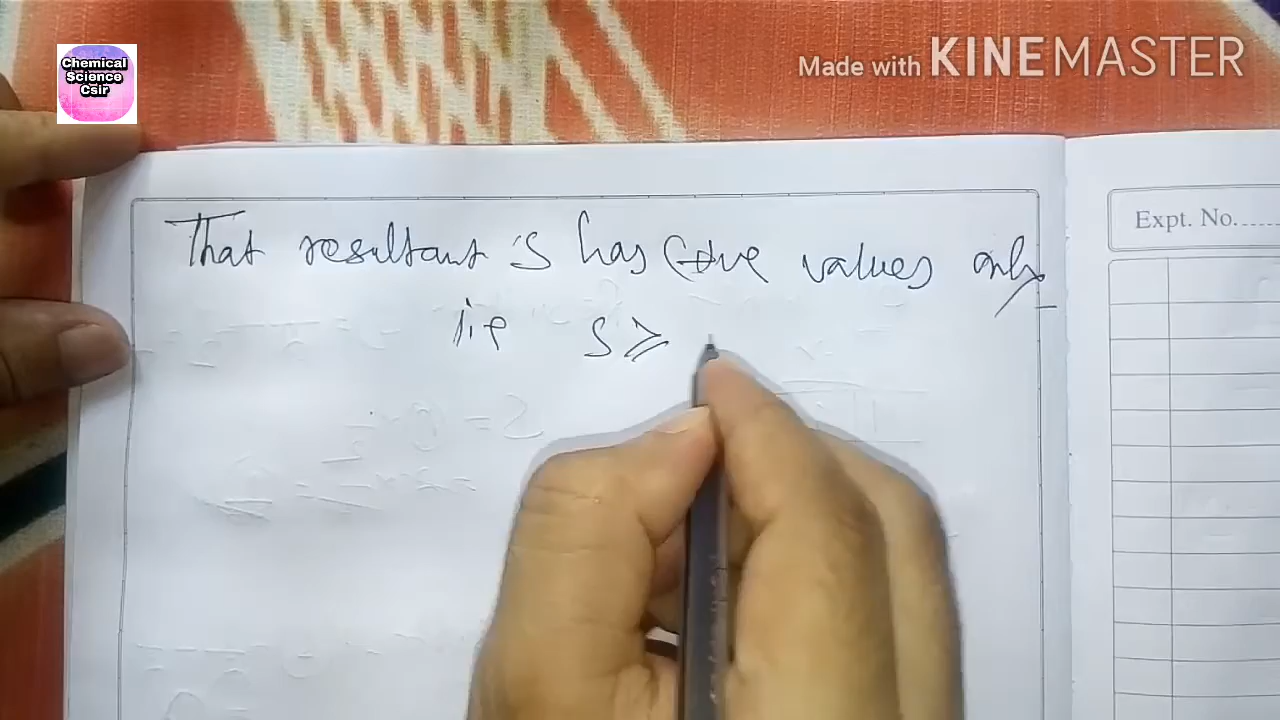 Chemical
Science
Csir
Made with KINEMASTER
Expt. No.....
That resultant 'S has (+ve values only
i.e S ≥